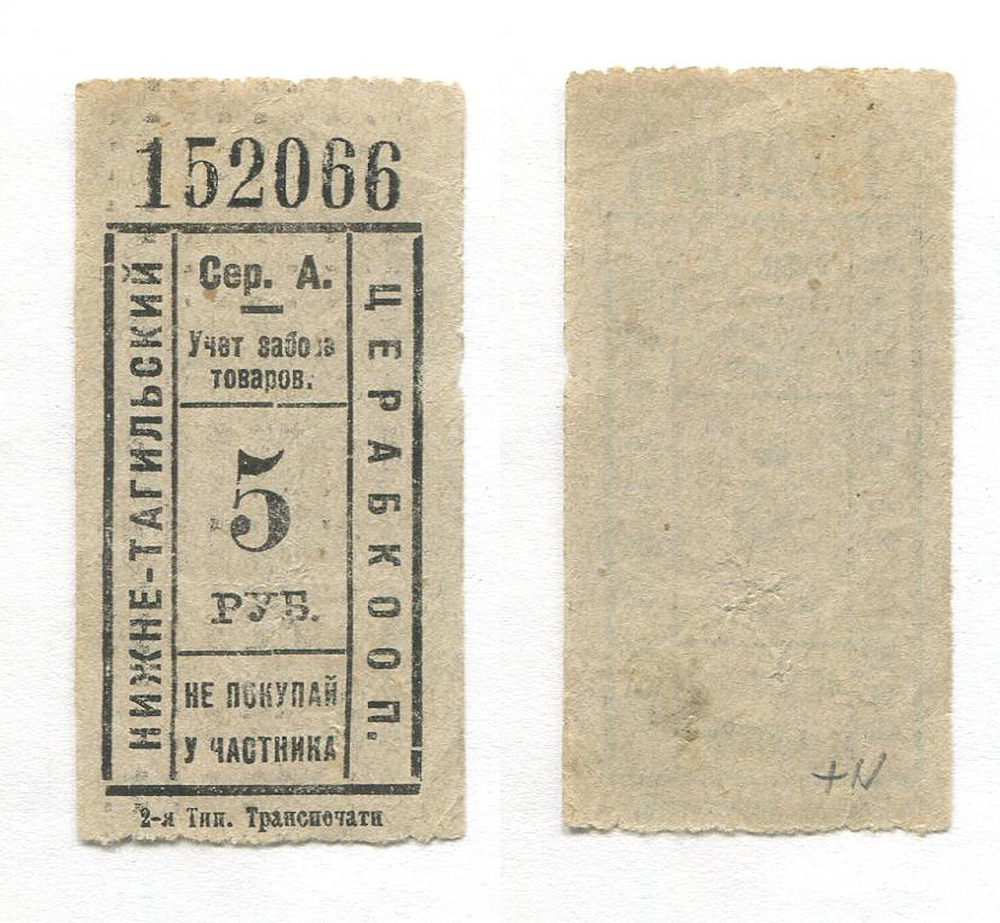 152066
НИЖНЕ-ТАГИЛЬСКИЙ
Сер. А.
Учет забора
товаров.
5
РУБ.
НЕ ПОКУПАЙ
У ЧАСТНИКА
ЦЕРАБКООП.
2-я Тип. Транспечати
+N